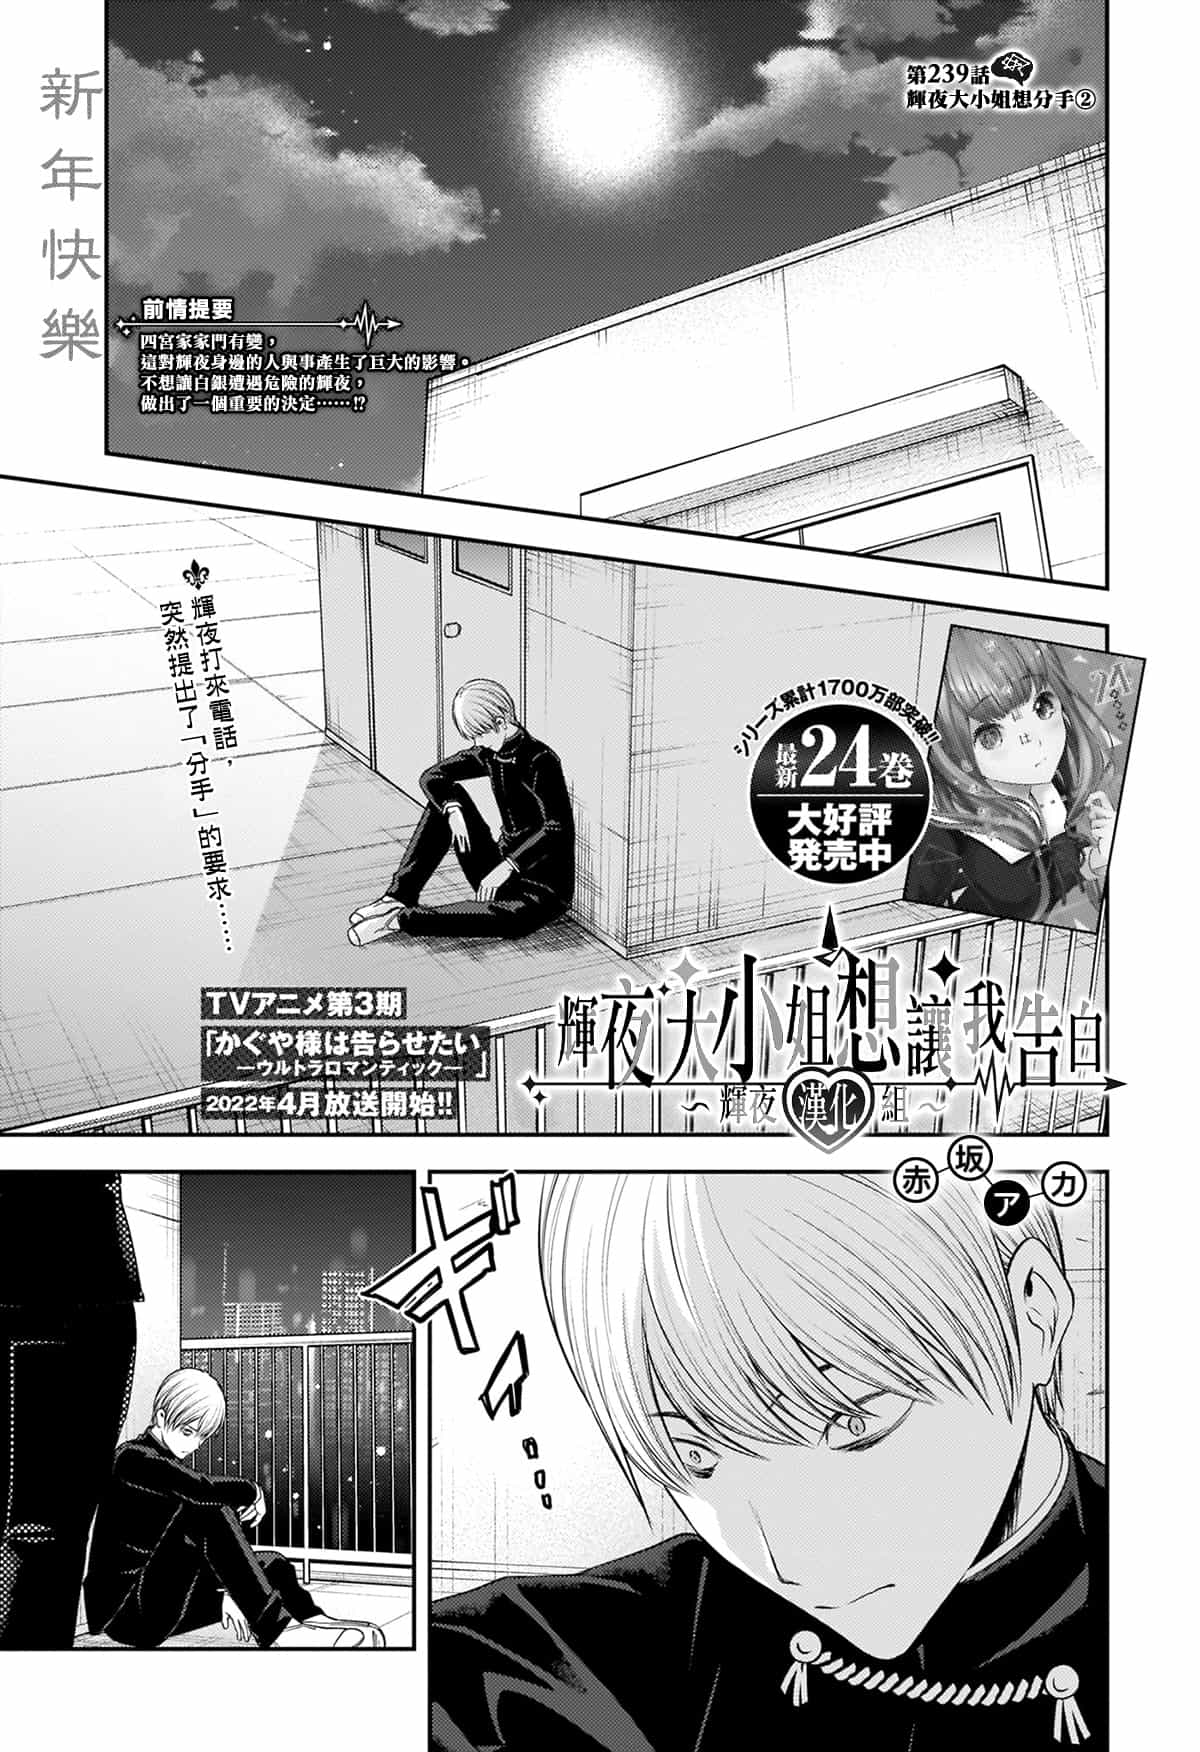 第239話
輝夜大小姐想分手②
新年快樂
前情提要
四宮家家門有變，
這對輝夜身邊的人與事產生了巨大的影響。
不想讓白銀遭遇危險的輝夜，
做出了一個重要的決定……!?
輝夜打來電話，
突然提出了「分手」的要求……
シリーズ累計1700万部突破!!
最新24巻
大好評
発売中
24
TVアニメ第3期
「かぐや様は告らせたい
―ウルトラロマンティック―」
2022年4月放送開始!!
輝夜大小姐想讓我告白
～輝夜漢化組～
赤坂アカ
ギィ…